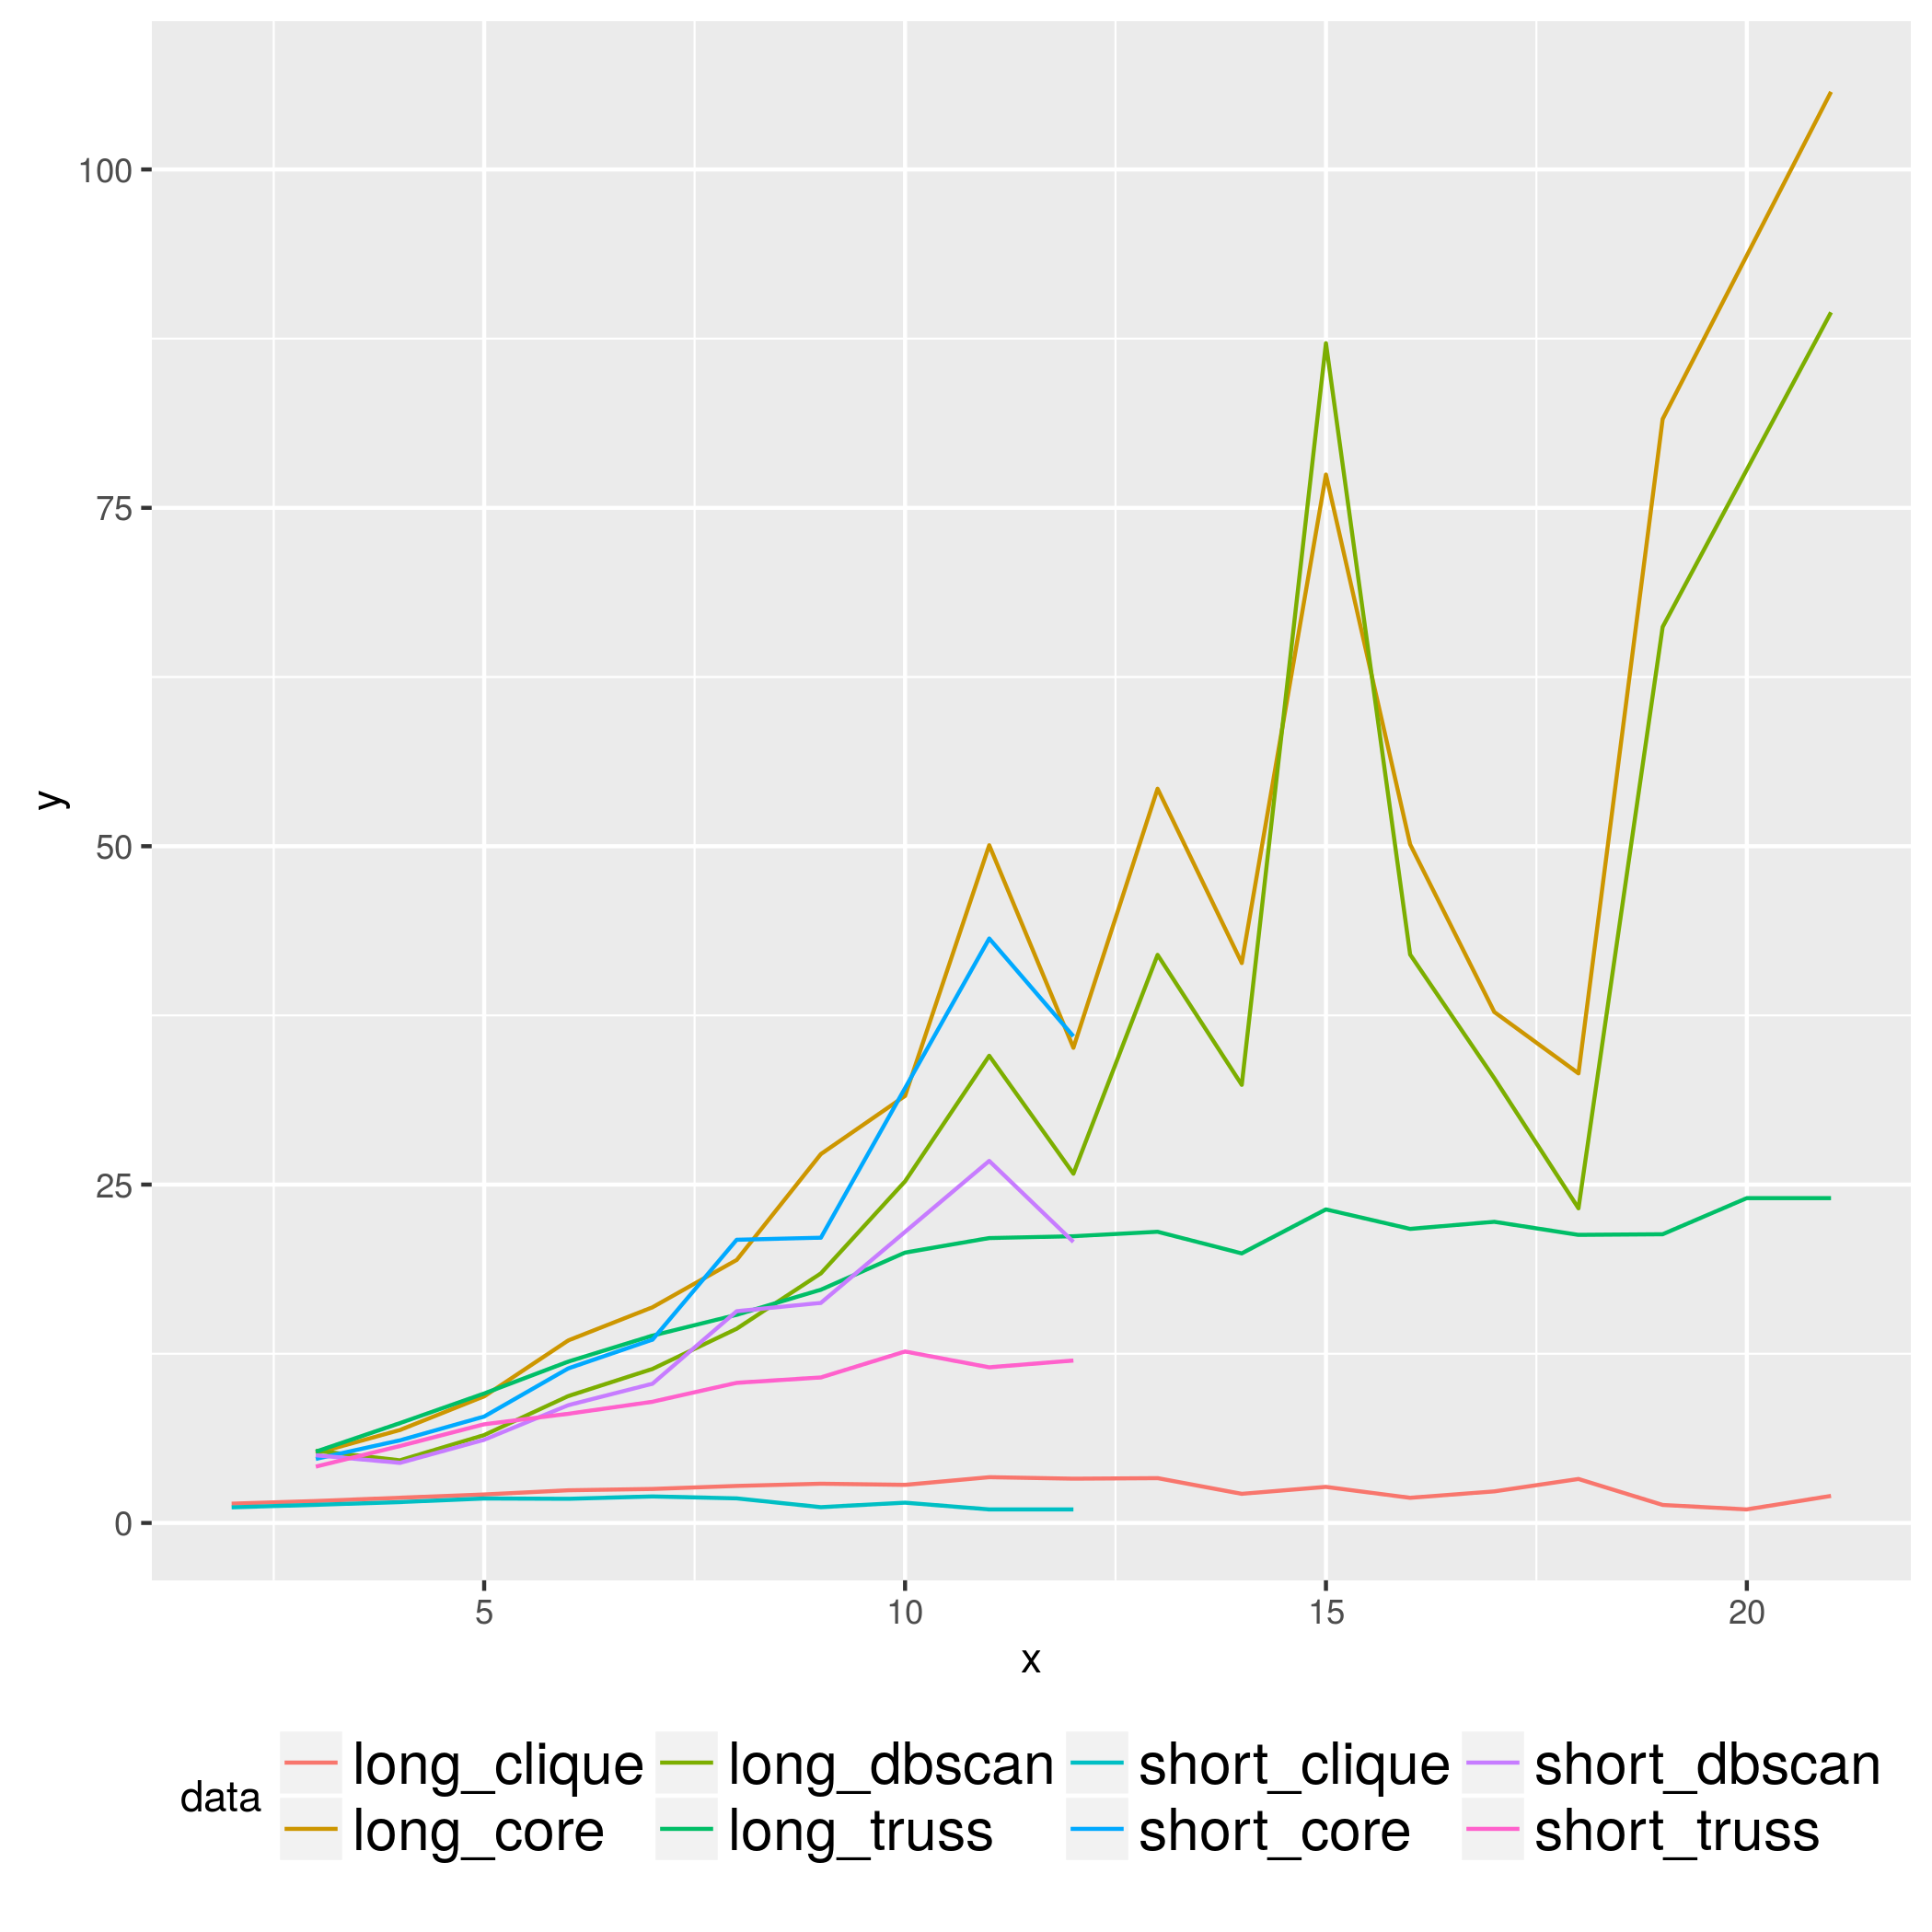 100
75
50
25
0
y
5 10 15 20
x
data
long_clique long_dbscan short_clique short_dbscan
long_core long_truss short_core short_truss